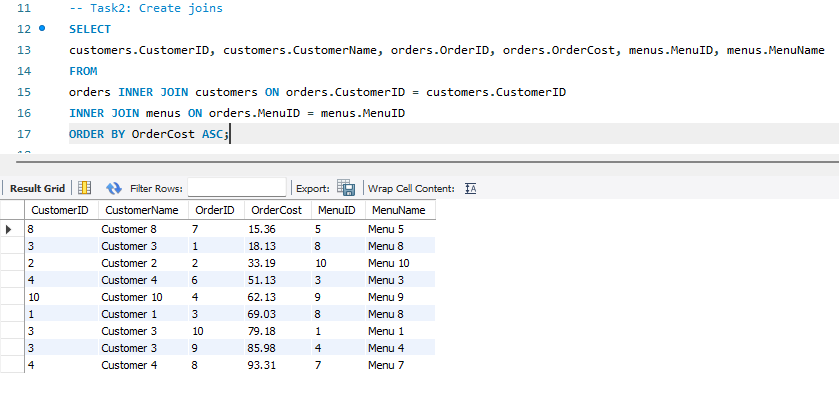 11 -- Task2: Create joins
12 SELECT
13 customers.CustomerID, customers.CustomerName, orders.OrderID, orders.OrderCost, menus.MenuID, menus.MenuName
14 FROM
15 orders INNER JOIN customers ON orders.CustomerID = customers.CustomerID
16 INNER JOIN menus ON orders.MenuID = menus.MenuID
17 ORDER BY OrderCost ASC;
Result Grid Filter Rows: Export: Wrap Cell Content:
CustomerID CustomerName OrderID OrderCost MenuID MenuName
8 Customer 8 7 15.36 5 Menu 5
3 Customer 3 1 18.13 8 Menu 8
2 Customer 2 2 33.19 10 Menu 10
4 Customer 4 6 51.13 3 Menu 3
10 Customer 10 4 62.13 9 Menu 9
1 Customer 1 3 69.03 8 Menu 8
3 Customer 3 10 79.18 1 Menu 1
3 Customer 3 9 85.98 4 Menu 4
4 Customer 4 8 93.31 7 Menu 7